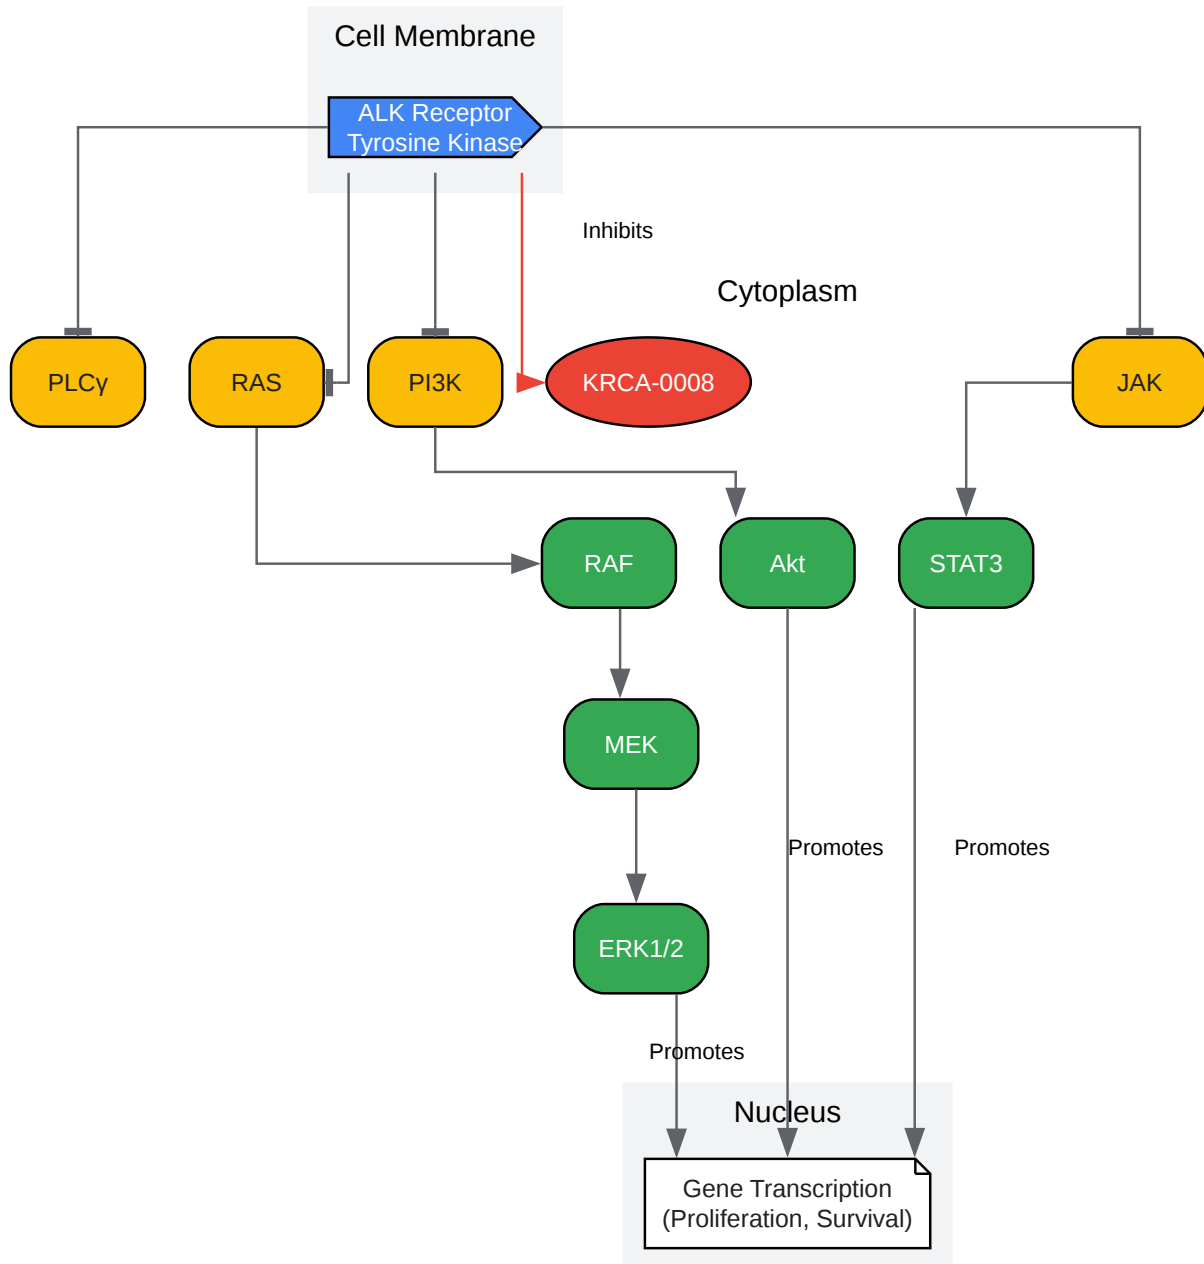 Cell Membrane
ALK Receptor
Tyrosine Kinase
Inhibits
Cytoplasm
PLCγ
RAS
PI3K
KRCA-0008
JAK
RAF
Akt
STAT3
MEK
Promotes
Promotes
ERK1/2
Promotes
Nucleus
Gene Transcription
(Proliferation, Survival)